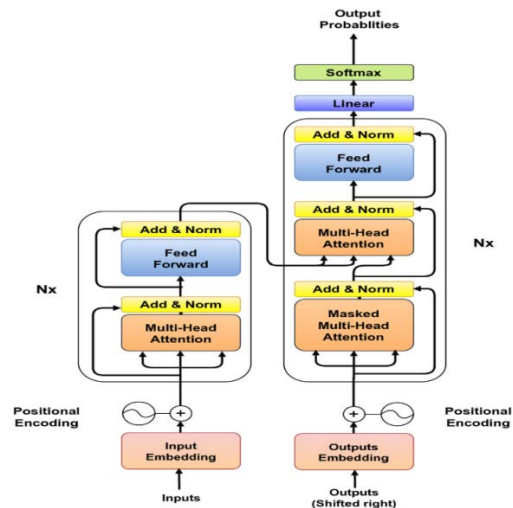 Output
Probablities
Softmax
Linear
Add & Norm
Feed
Forward
Add & Norm
Multi-Head
Attention
Add & Norm
Masked
Multi-Head
Attention
Nx
Add & Norm
Feed
Forward
Add & Norm
Multi-Head
Attention
Nx
Positional
Encoding
Input
Embedding
Inputs
Positional
Encoding
Outputs
Embedding
Outputs
(Shifted right)